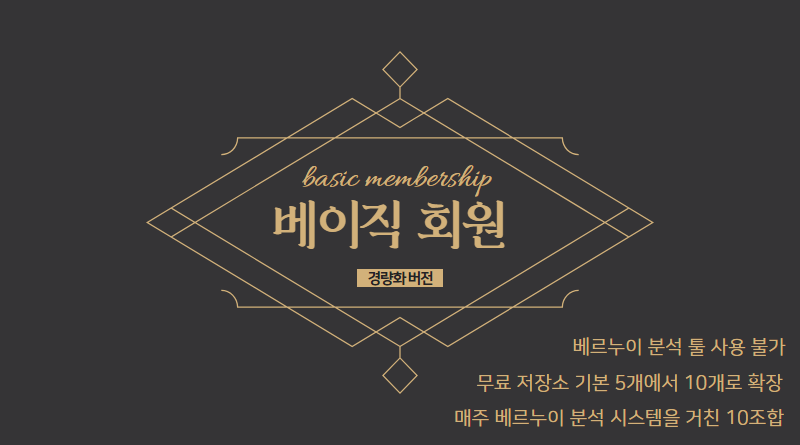 basic membership
베이직 회원
경량화 버전
베르누이 분석 툴 사용 불가
무료 저장소 기본 5개에서 10개로 확장
매주 베르누이 분석 시스템을 거친 10조합